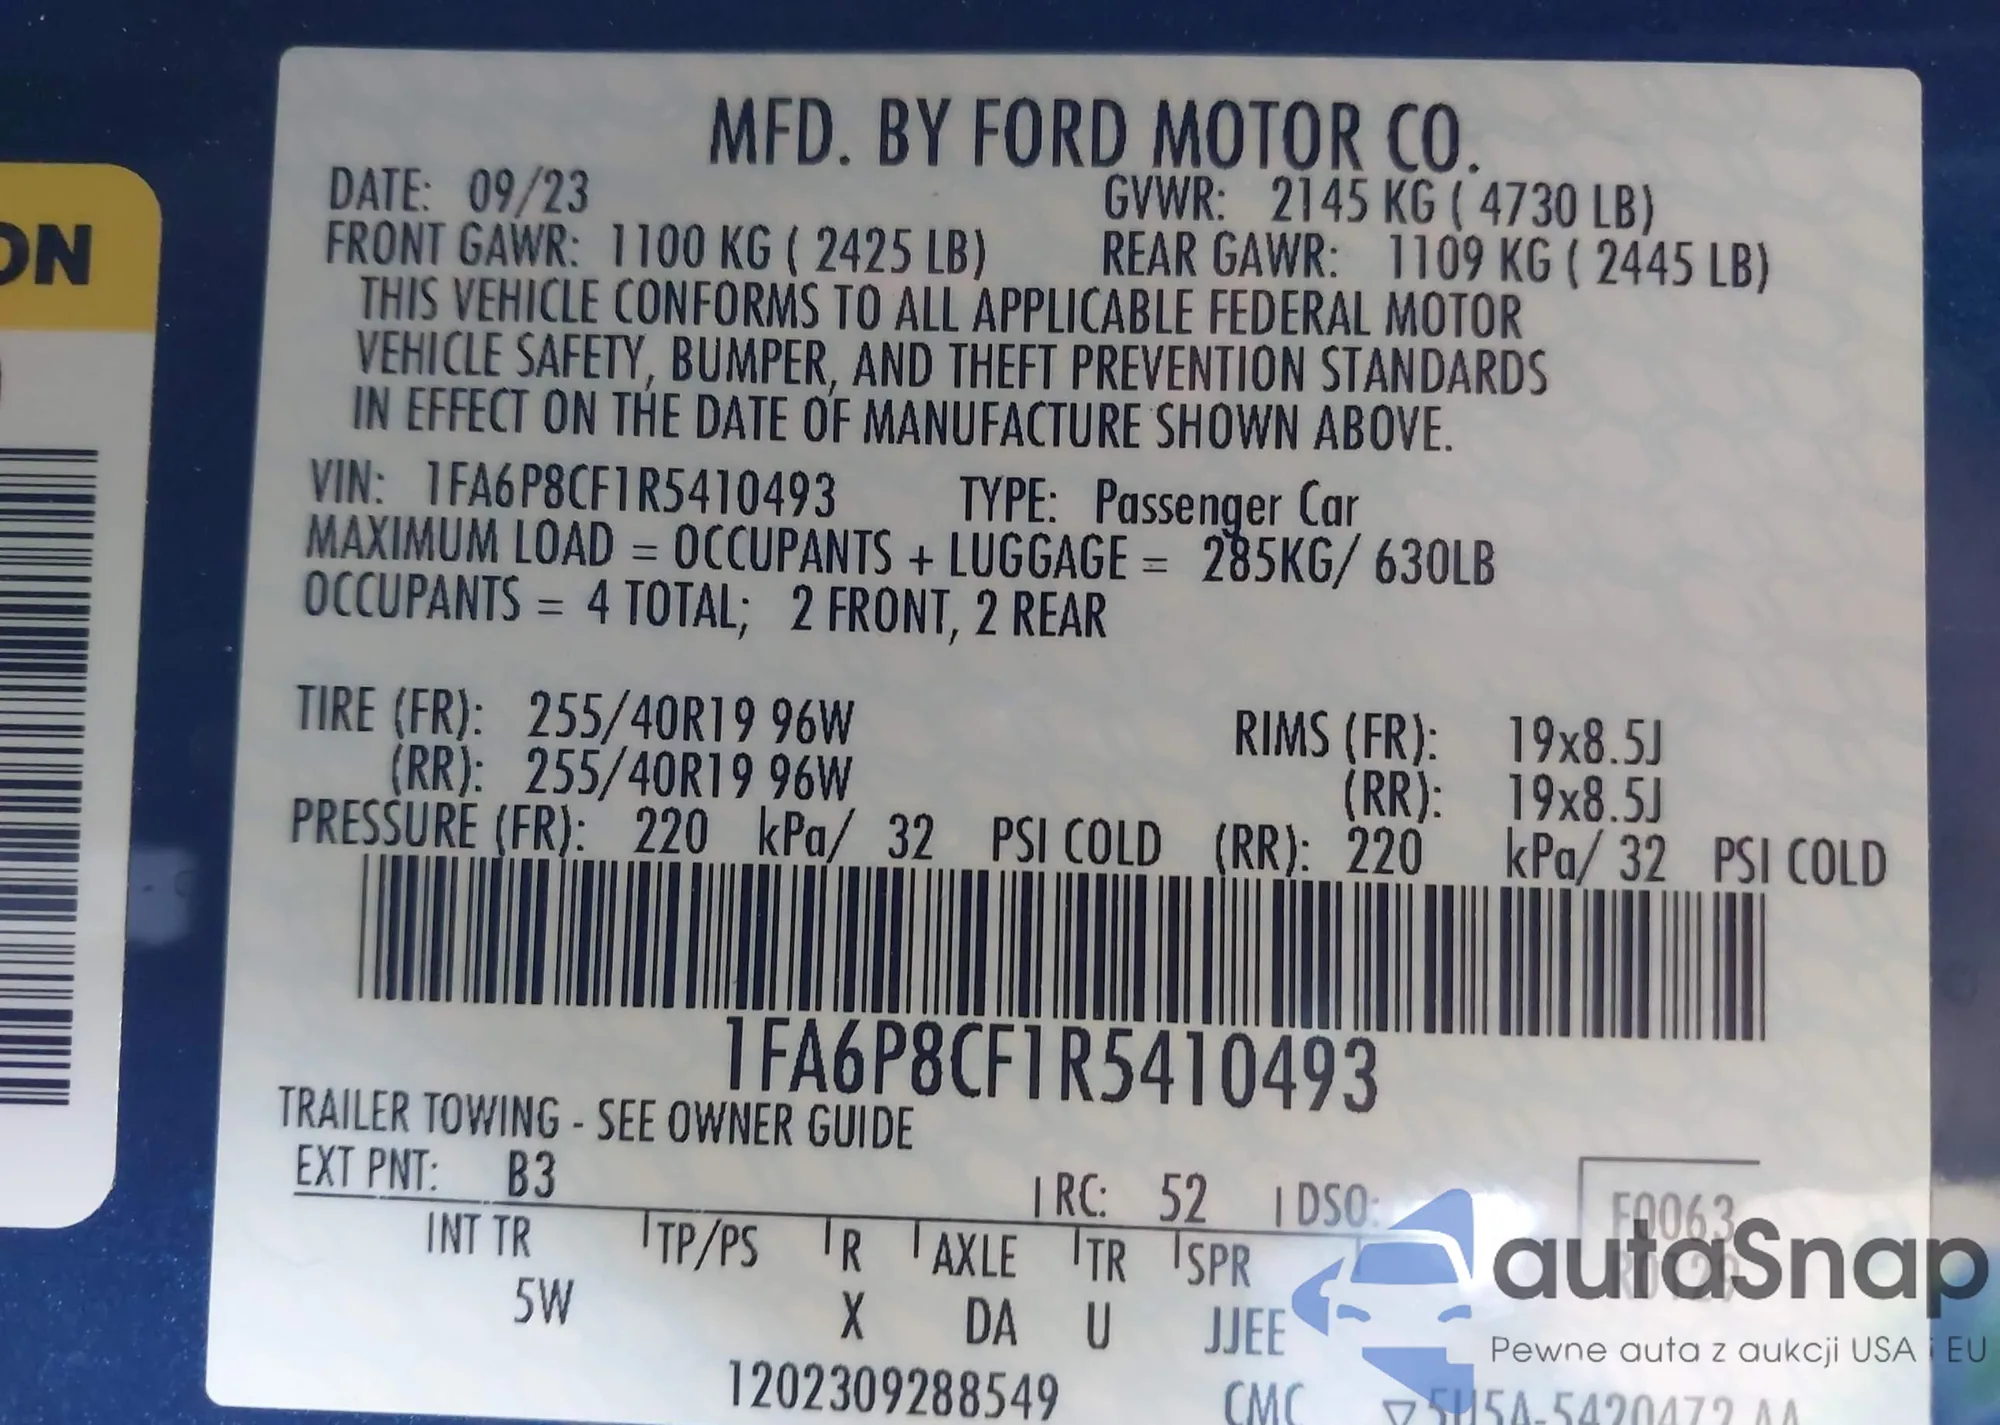 ON
MFD. BY FORD MOTOR CO.
DATE: 09/23 GVWR: 2145 KG ( 4730 LB)
FRONT GAWR: 1100 KG ( 2425 LB) REAR GAWR: 1109 KG ( 2445 LB)
THIS VEHICLE CONFORMS TO ALL APPLICABLE FEDERAL MOTOR
VEHICLE SAFETY, BUMPER, AND THEFT PREVENTION STANDARDS
IN EFFECT ON THE DATE OF MANUFACTURE SHOWN ABOVE.
VIN: 1FA6P8CF1R5410493 TYPE: Passenger Car
MAXIMUM LOAD = OCCUPANTS + LUGGAGE = 285KG/ 630LB
OCCUPANTS = 4 TOTAL; 2 FRONT, 2 REAR
TIRE (FR): 255/40R19 96W RIMS (FR): 19x8.5J
(RR): 255/40R19 96W (RR): 19x8.5J
PRESSURE (FR): 220 kPa/ 32 PSI COLD (RR): 220 kPa/ 32 PSI COLD
1FA6P8CF1R5410493
TRAILER TOWING - SEE OWNER GUIDE
EXT PNT: B3 RC: 52 DSO: F0063
INT TR TP/PS R AXLE TR SPR
5W X DA U JJEE
1202309288549 CMC
autaSnap
Pewne auta z aukcji USA i EU